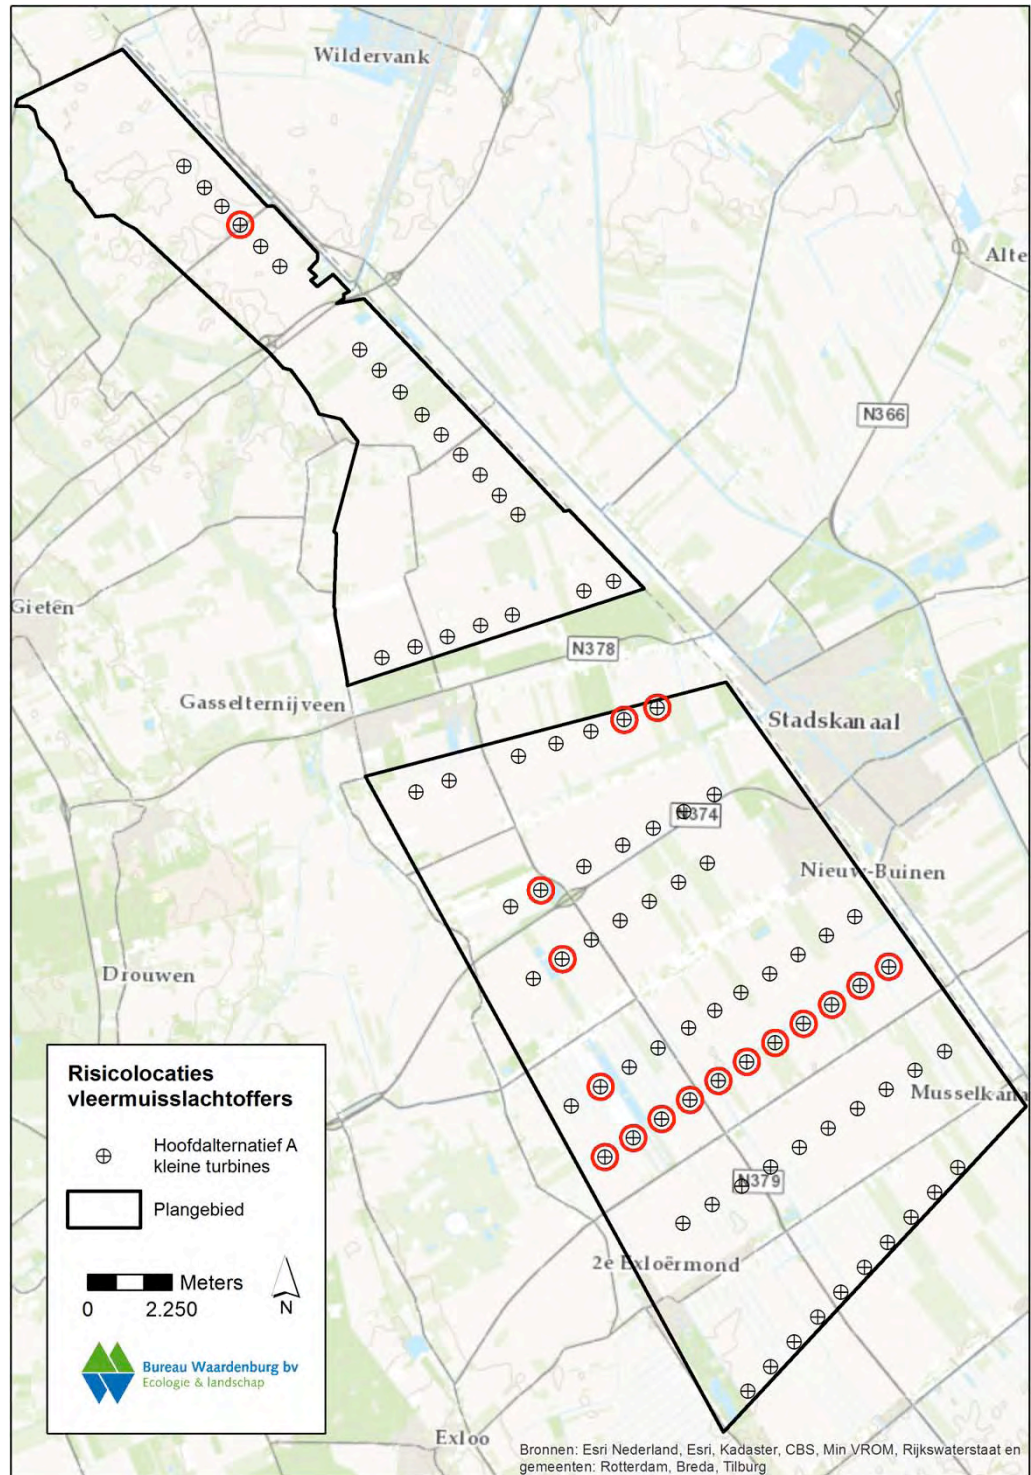 Wildervank
Alte
N366
Gieten
N378
Gasselternijveen
Stadskanaal
N374
Nieuw-Buinen
Drouwen
Musselkana
N379
2e Exloërmond
Exloo
Risicolocaties
vleermuisslachtoffers
Hoofdalternatief A
kleine turbines
Plangebied
Meters
0 2.250
N
Bureau Waardenburg bv
Ecologie & landschap
Bronnen: Esri Nederland, Esri, Kadaster, CBS, Min VROM, Rijkswaterstaat en
gemeenten: Rotterdam, Breda, Tilburg